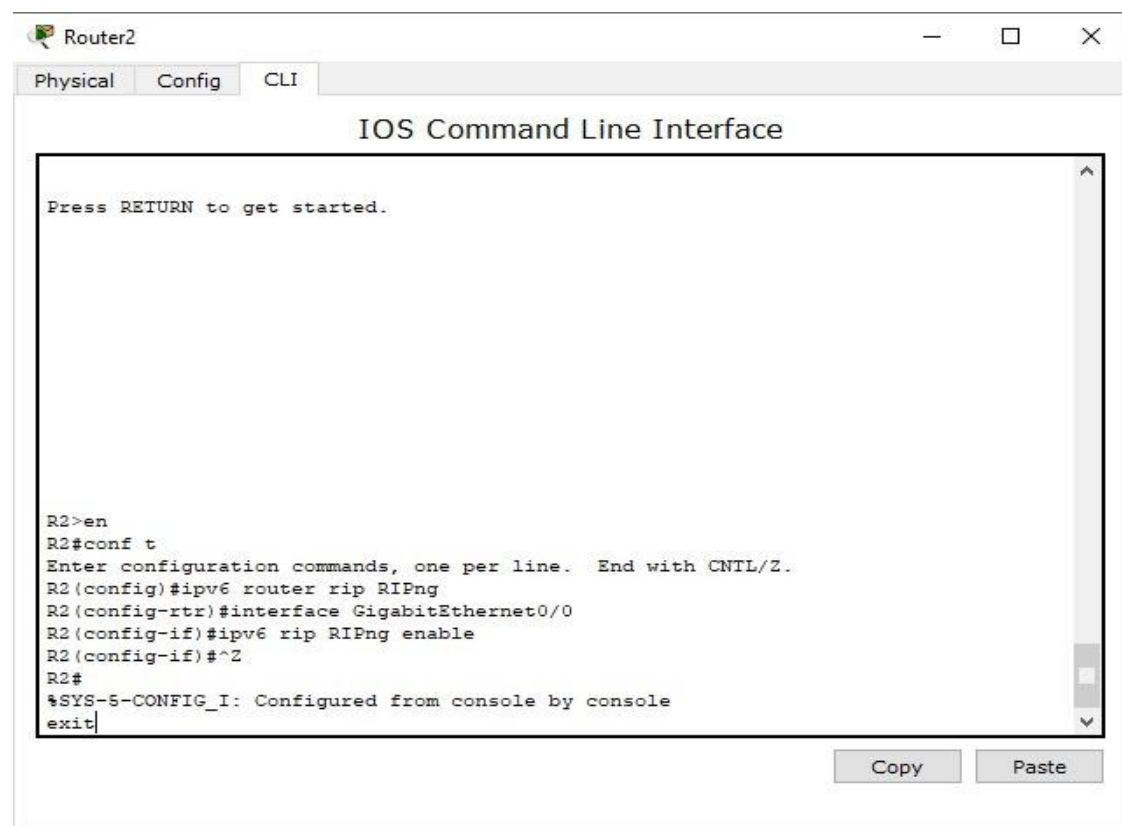 Router2
Physical Config CLI
IOS Command Line Interface
Press RETURN to get started.
R2>en
R2#conf t
Enter configuration commands, one per line.  End with CNTL/Z.
R2(config)#ipv6 router rip RIPng
R2(config-rtr)#interface GigabitEthernet0/0
R2(config-if)#ipv6 rip RIPng enable
R2(config-if)#^Z
R2#
%SYS-5-CONFIG_I: Configured from console by console
exit
Copy Paste